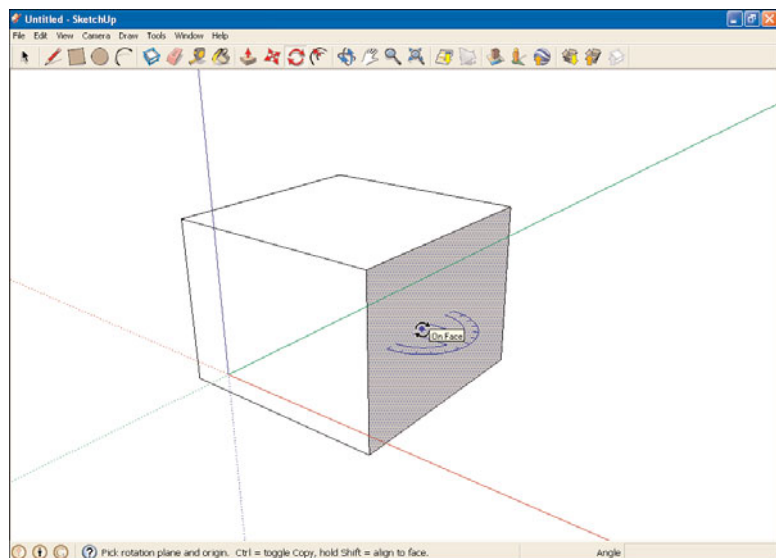 Untitled - SketchUp
File Edit View Camera Draw Tools Window Help
On Face
Pick rotation plane and origin. Ctrl = toggle Copy, hold Shift = align to face.
Angle